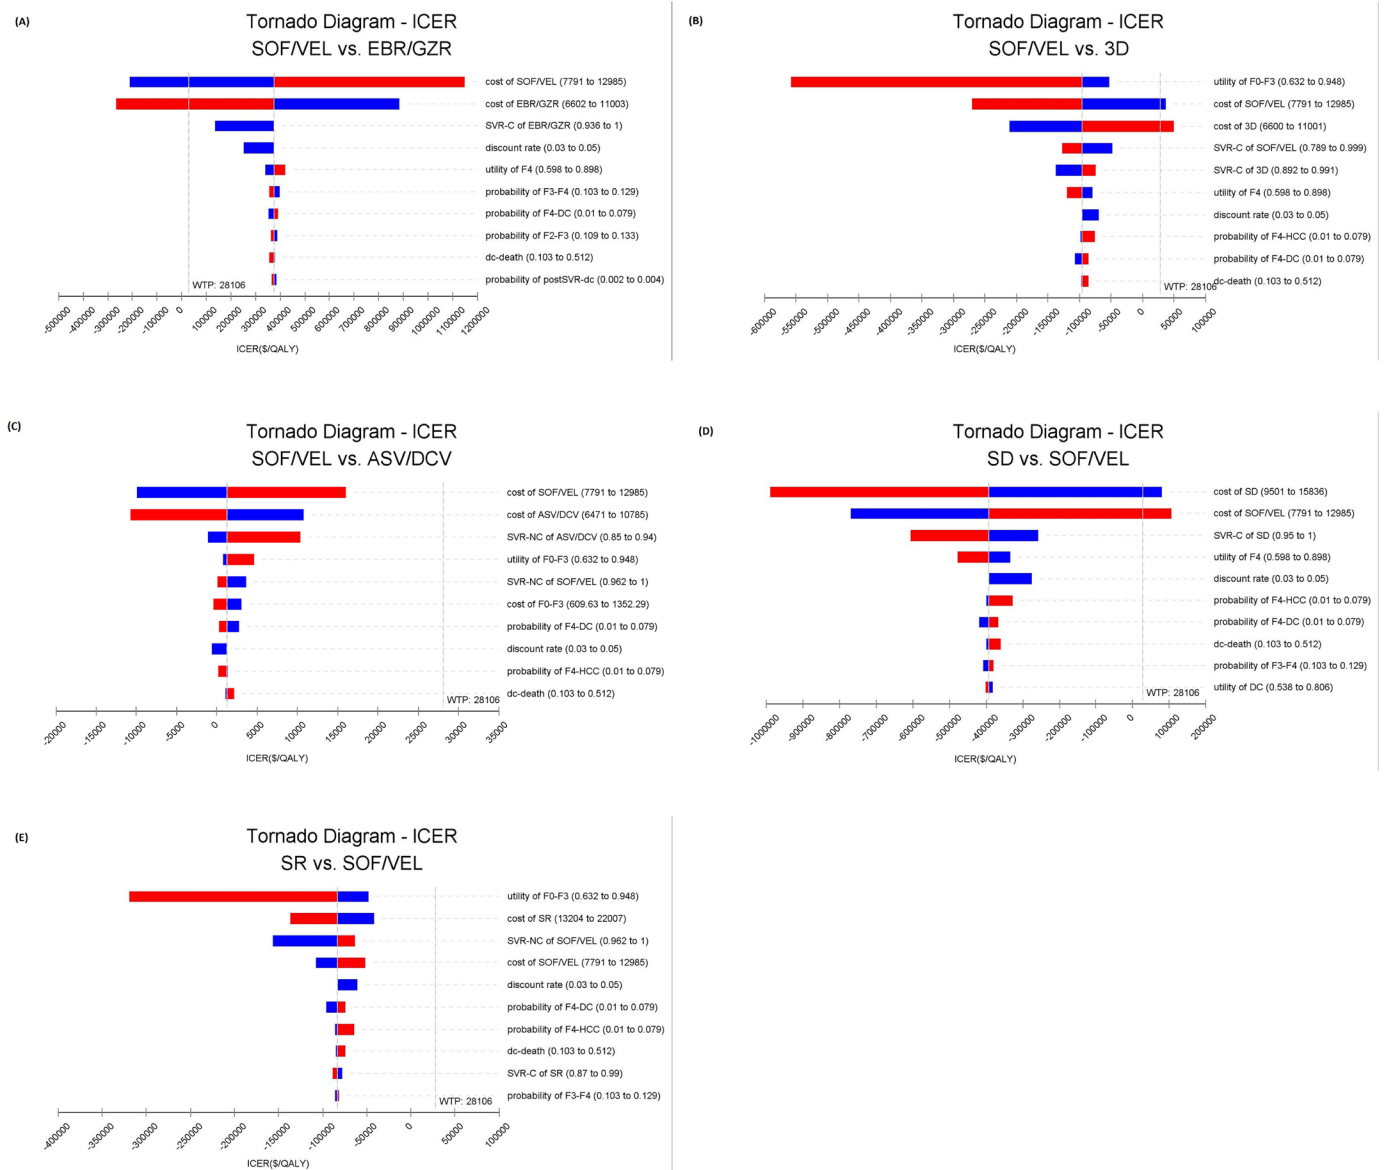 (A)
Tornado Diagram - ICER
SOF/VEL vs. EBR/GZR
cost of SOF/VEL (7791 to 12985)
cost of EBR/GZR (6602 to 11003)
SVR-C of EBR/GZR (0.936 to 1)
discount rate (0.03 to 0.05)
utility of F4 (0.598 to 0.898)
probability of F3-F4 (0.103 to 0.129)
probability of F4-DC (0.01 to 0.079)
probability of F2-F3 (0.109 to 0.133)
dc-death (0.103 to 0.512)
probability of postSVR-dc (0.002 to 0.004)
WTP: 28106
-500000 -400000 -300000 -200000 -100000 0 100000 200000 300000 400000 500000 600000 700000 800000 900000 1000000 1100000 1200000
ICER($/QALY)
(B)
Tornado Diagram - ICER
SOF/VEL vs. 3D
utility of F0-F3 (0.632 to 0.948)
cost of SOF/VEL (7791 to 12985)
cost of 3D (6600 to 11001)
SVR-C of SOF/VEL (0.789 to 0.999)
SVR-C of 3D (0.892 to 0.991)
utility of F4 (0.598 to 0.898)
discount rate (0.03 to 0.05)
probability of F4-HCC (0.01 to 0.079)
probability of F4-DC (0.01 to 0.079)
dc-death (0.103 to 0.512)
WTP: 28106
-600000 -550000 -500000 -450000 -400000 -350000 -300000 -250000 -200000 -150000 -100000 -50000 0 50000 100000
ICER($/QALY)
(C)
Tornado Diagram - ICER
SOF/VEL vs. ASV/DCV
cost of SOF/VEL (7791 to 12985)
cost of ASV/DCV (6471 to 10785)
SVR-NC of ASV/DCV (0.85 to 0.94)
utility of F0-F3 (0.632 to 0.948)
SVR-NC of SOF/VEL (0.962 to 1)
cost of F0-F3 (609.63 to 1352.29)
probability of F4-DC (0.01 to 0.079)
discount rate (0.03 to 0.05)
probability of F4-HCC (0.01 to 0.079)
dc-death (0.103 to 0.512)
WTP: 28106
-20000 -15000 -10000 -5000 0 5000 10000 15000 20000 25000 30000 35000
ICER($/QALY)
(D)
Tornado Diagram - ICER
SD vs. SOF/VEL
cost of SD (9501 to 15836)
cost of SOF/VEL (7791 to 12985)
SVR-C of SD (0.95 to 1)
utility of F4 (0.598 to 0.898)
discount rate (0.03 to 0.05)
probability of F4-HCC (0.01 to 0.079)
probability of F4-DC (0.01 to 0.079)
dc-death (0.103 to 0.512)
probability of F3-F4 (0.103 to 0.129)
utility of DC (0.538 to 0.806)
WTP: 28106
-1000000 -900000 -800000 -700000 -600000 -500000 -400000 -300000 -200000 -100000 0 100000 200000
ICER($/QALY)
(E)
Tornado Diagram - ICER
SR vs. SOF/VEL
utility of F0-F3 (0.632 to 0.948)
cost of SR (13204 to 22007)
SVR-NC of SOF/VEL (0.962 to 1)
cost of SOF/VEL (7791 to 12985)
discount rate (0.03 to 0.05)
probability of F4-DC (0.01 to 0.079)
probability of F4-HCC (0.01 to 0.079)
dc-death (0.103 to 0.512)
SVR-C of SR (0.87 to 0.99)
probability of F3-F4 (0.103 to 0.129)
WTP: 28106
-400000 -350000 -300000 -250000 -200000 -150000 -100000 -50000 0 50000 100000
ICER($/QALY)